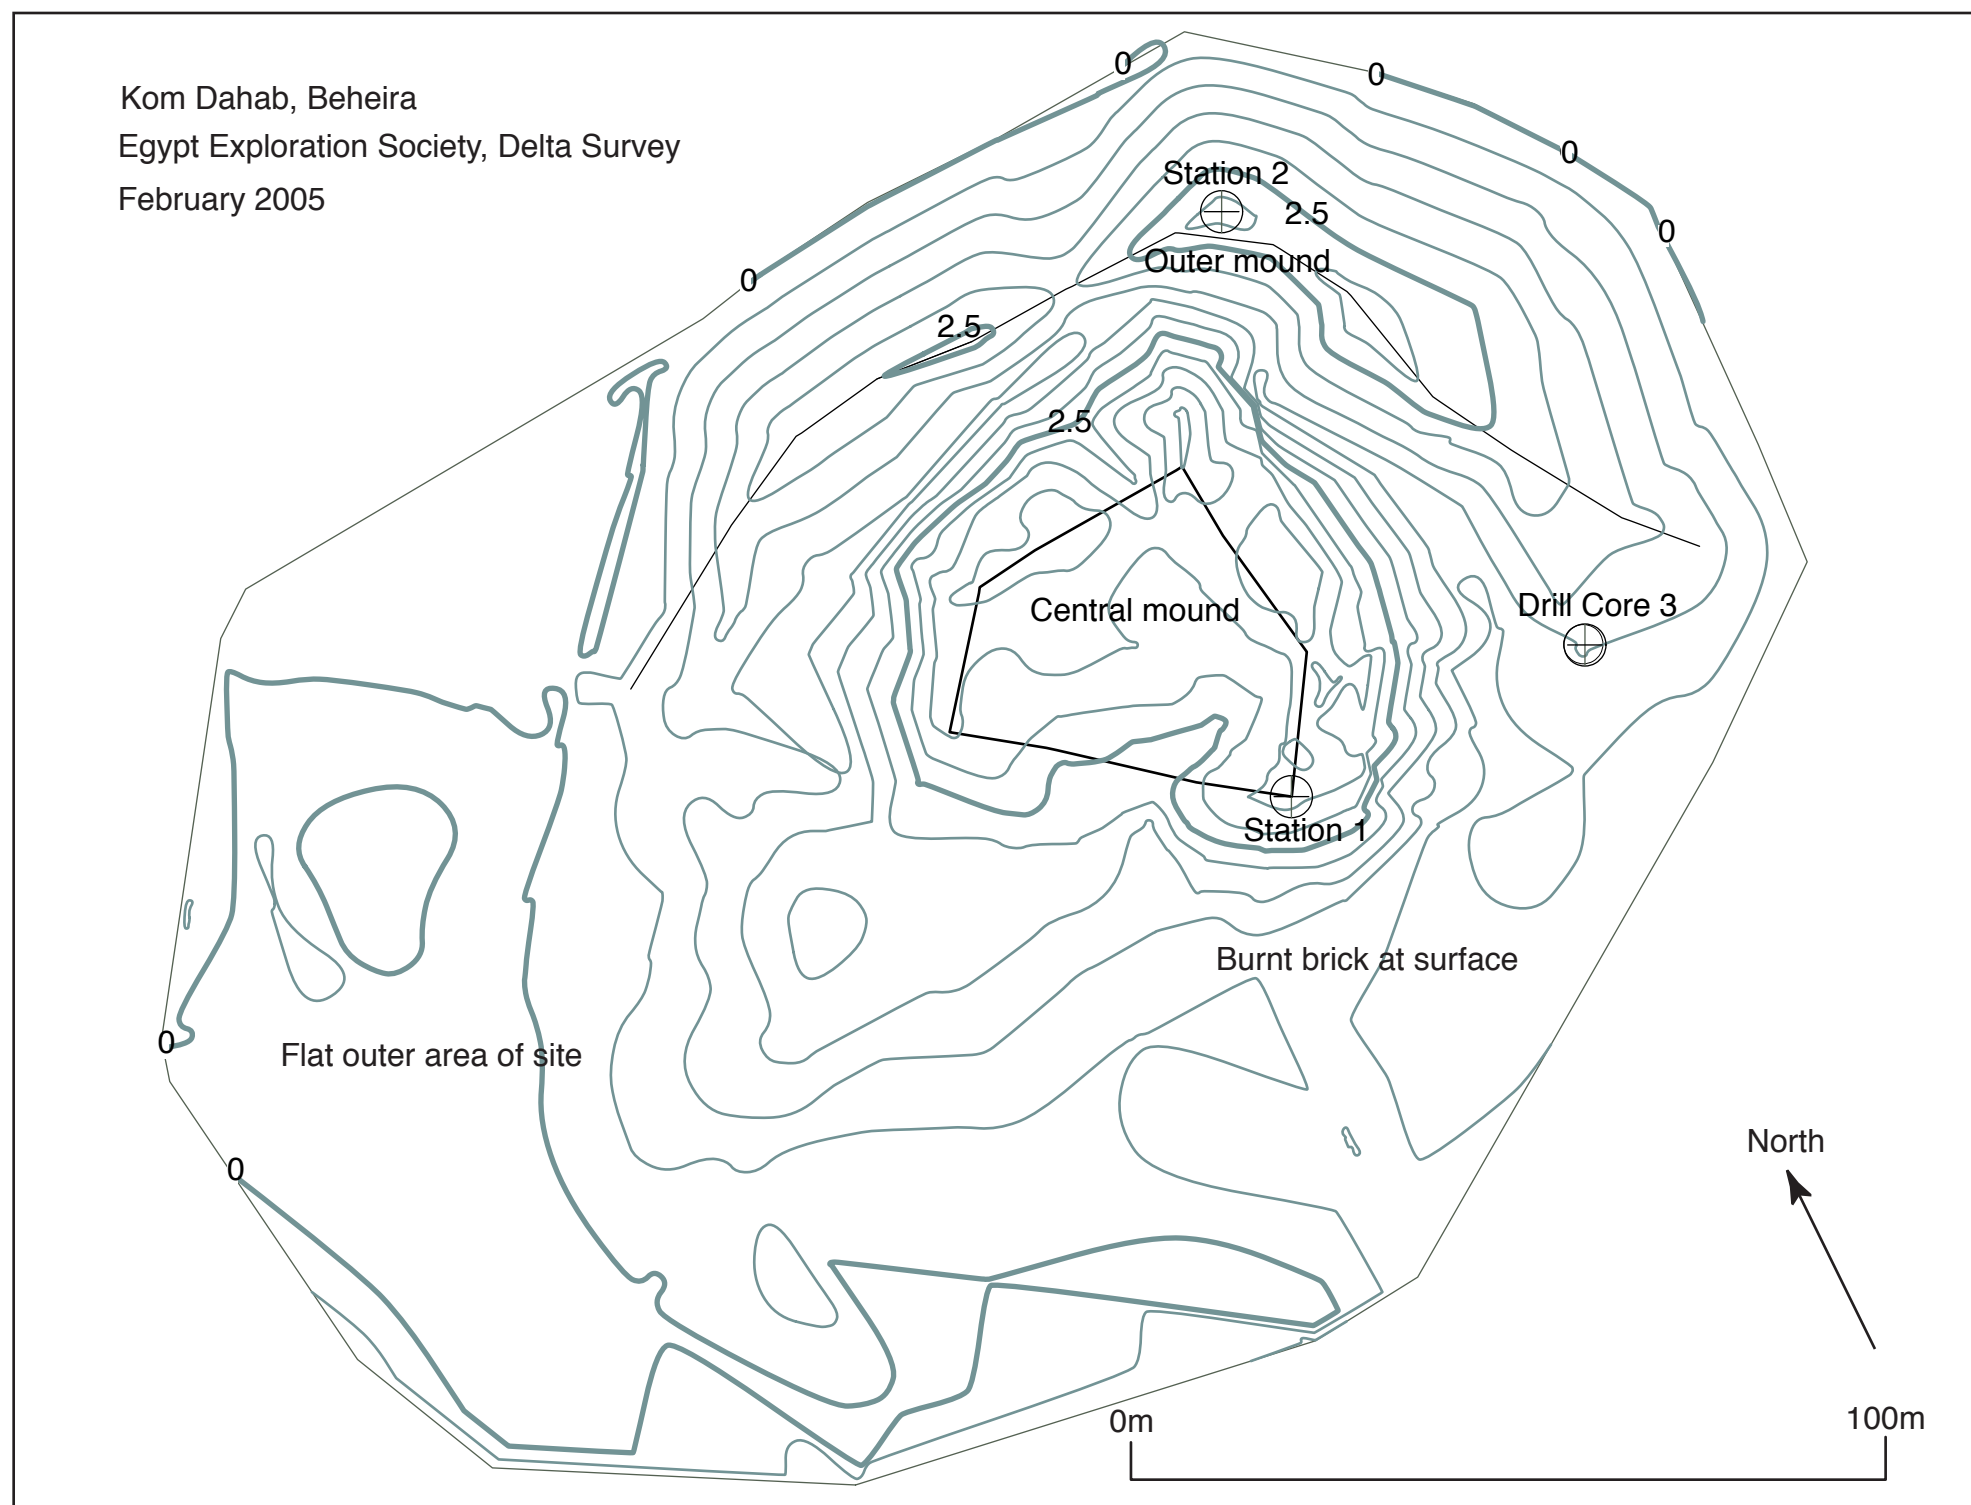 Kom Dahab, Beheira
Egypt Exploration Society, Delta Survey
February 2005
0
0
0
0
0
Station 2
2.5
Outer mound
2.5
2.5
Central mound
Drill Core 3
Station 1
Burnt brick at surface
0
Flat outer area of site
0
North
0m
100m